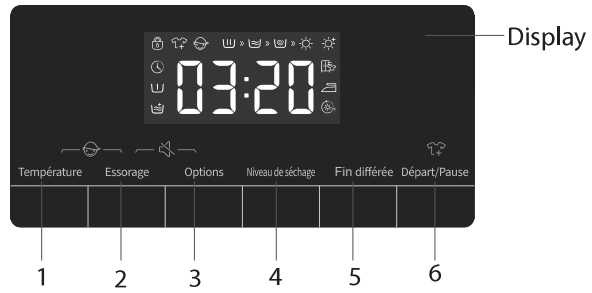 Display
03:20
Température Essorage Options Niveau de séchage Fin différée Départ/Pause
1 2 3 4 5 6